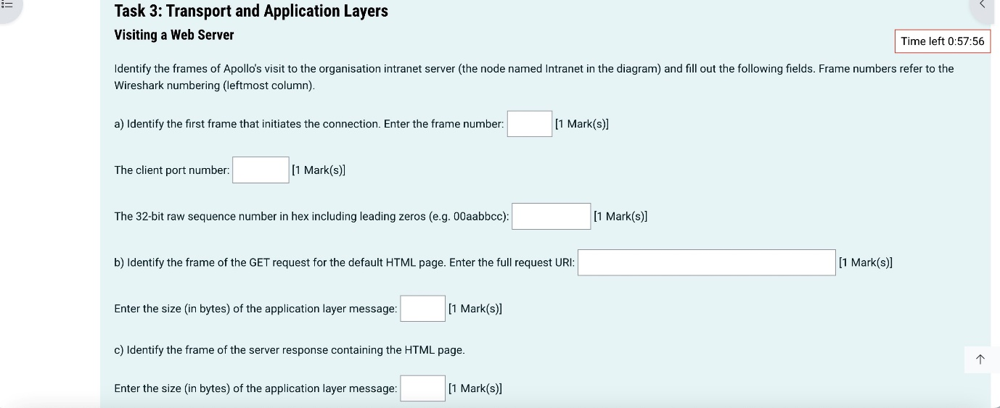 Task 3: Transport and Application Layers
Visiting a Web Server
Time left 0:57:56
Identify the frames of Apollo's visit to the organisation intranet server (the node named Intranet in the diagram) and fill out the following fields. Frame numbers refer to the
Wireshark numbering (leftmost column).
a) Identify the first frame that initiates the connection. Enter the frame number: [1 Mark(s)]
The client port number: [1 Mark(s)]
The 32-bit raw sequence number in hex including leading zeros (e.g. 00aabbcc): [1 Mark(s)]
b) Identify the frame of the GET request for the default HTML page. Enter the full request URI: [1 Mark(s)]
Enter the size (in bytes) of the application layer message: [1 Mark(s)]
c) Identify the frame of the server response containing the HTML page.
Enter the size (in bytes) of the application layer message: [1 Mark(s)]